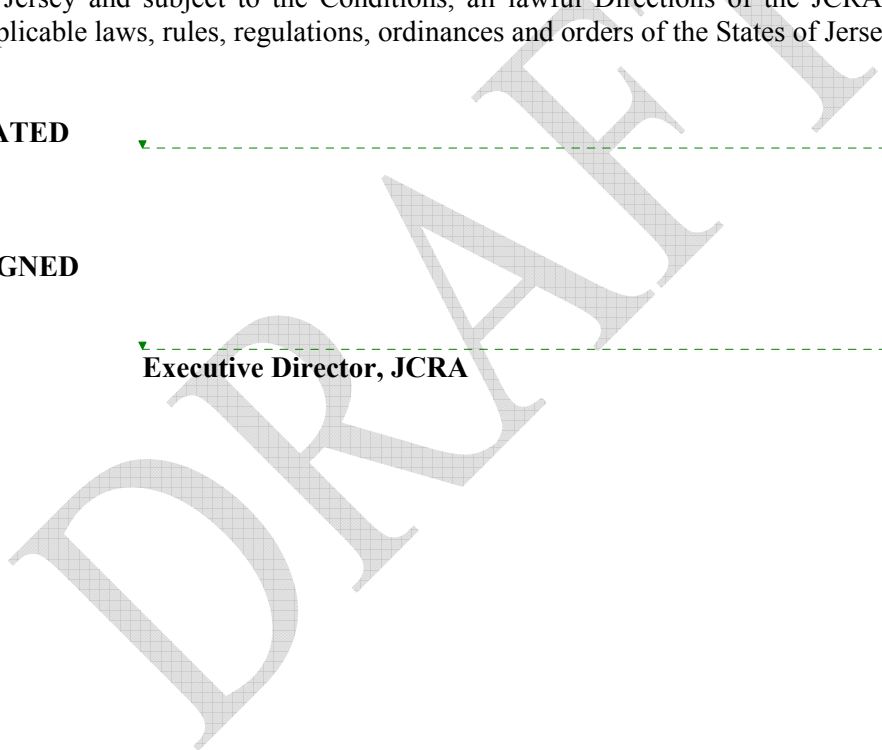 Jersey and subject to the Conditions, all lawful Directions of the JCRA
plicable laws, rules, regulations, ordinances and orders of the States of Jerse
ATED
GNED
Executive Director, JCRA
DRAFT